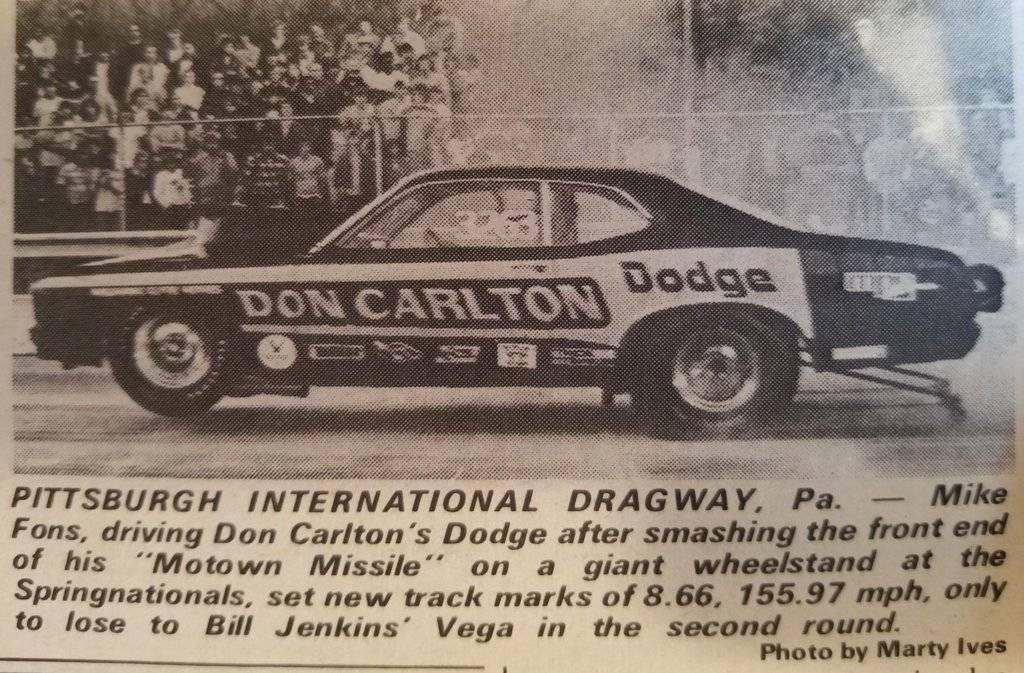 DON CARLTON
Dodge
PITTSBURGH INTERNATIONAL DRAGWAY, Pa. — Mike
Fons, driving Don Carlton's Dodge after smashing the front end
of his "Motown Missile" on a giant wheelstand at the
Springnationals, set new track marks of 8.66, 155.97 mph, only
to lose to Bill Jenkins' Vega in the second round.
Photo by Marty Ives